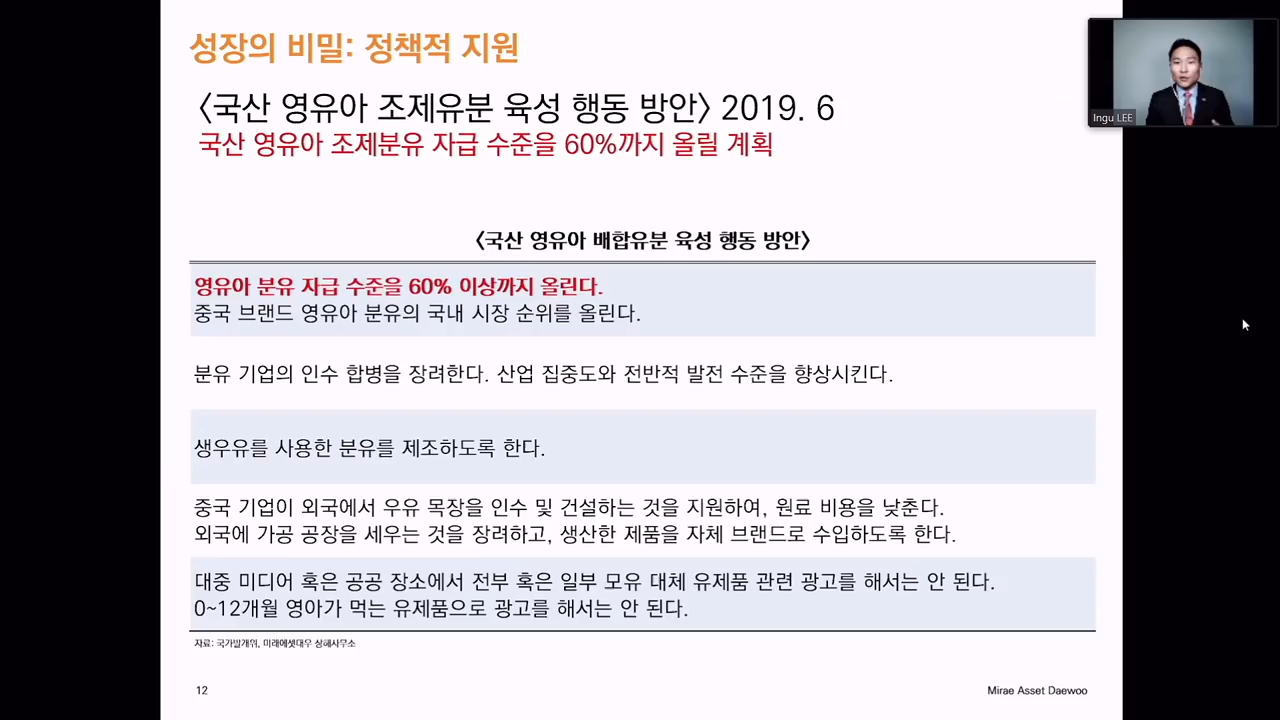 성장의 비밀: 정책적 지원
<국산 영유아 조제유분 육성 행동 방안> 2019. 6
국산 영유아 조제분유 자급 수준을 60%까지 올릴 계획
Ingu LEE
<국산 영유아 배합유분 육성 행동 방안>
영유아 분유 자급 수준을 60% 이상까지 올린다.
중국 브랜드 영유아 분유의 국내 시장 순위를 올린다.
분유 기업의 인수 합병을 장려한다. 산업 집중도와 전반적 발전 수준을 향상시킨다.
생우유를 사용한 분유를 제조하도록 한다.
중국 기업이 외국에서 우유 목장을 인수 및 건설하는 것을 지원하여, 원료 비용을 낮춘다.
외국에 가공 공장을 세우는 것을 장려하고, 생산한 제품을 자체 브랜드로 수입하도록 한다.
대중 미디어 혹은 공공 장소에서 전부 혹은 일부 모유 대체 유제품 관련 광고를 해서는 안 된다.
0~12개월 영아가 먹는 유제품으로 광고를 해서는 안 된다.
자료: 국가발개위, 미래에셋대우 상해사무소
12
Mirae Asset Daewoo